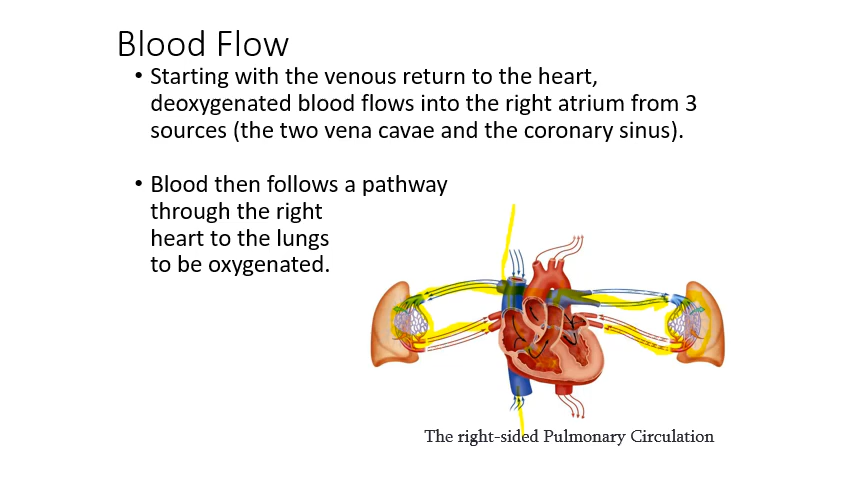 Blood Flow
• Starting with the venous return to the heart,
deoxygenated blood flows into the right atrium from 3
sources (the two vena cavae and the coronary sinus).
• Blood then follows a pathway
through the right
heart to the lungs
to be oxygenated.
The right-sided Pulmonary Circulation